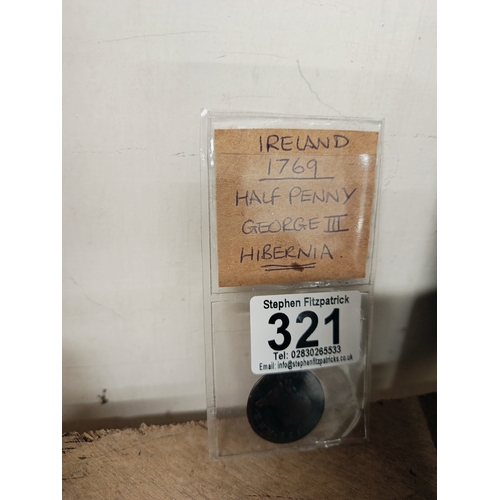 IRELAND
1769
HALF PENNY
GEORGE III
HIBERNIA.
Stephen Fitzpatrick
321
Tel: 02830265533
Email: info@stephenfitzpatricks.co.uk